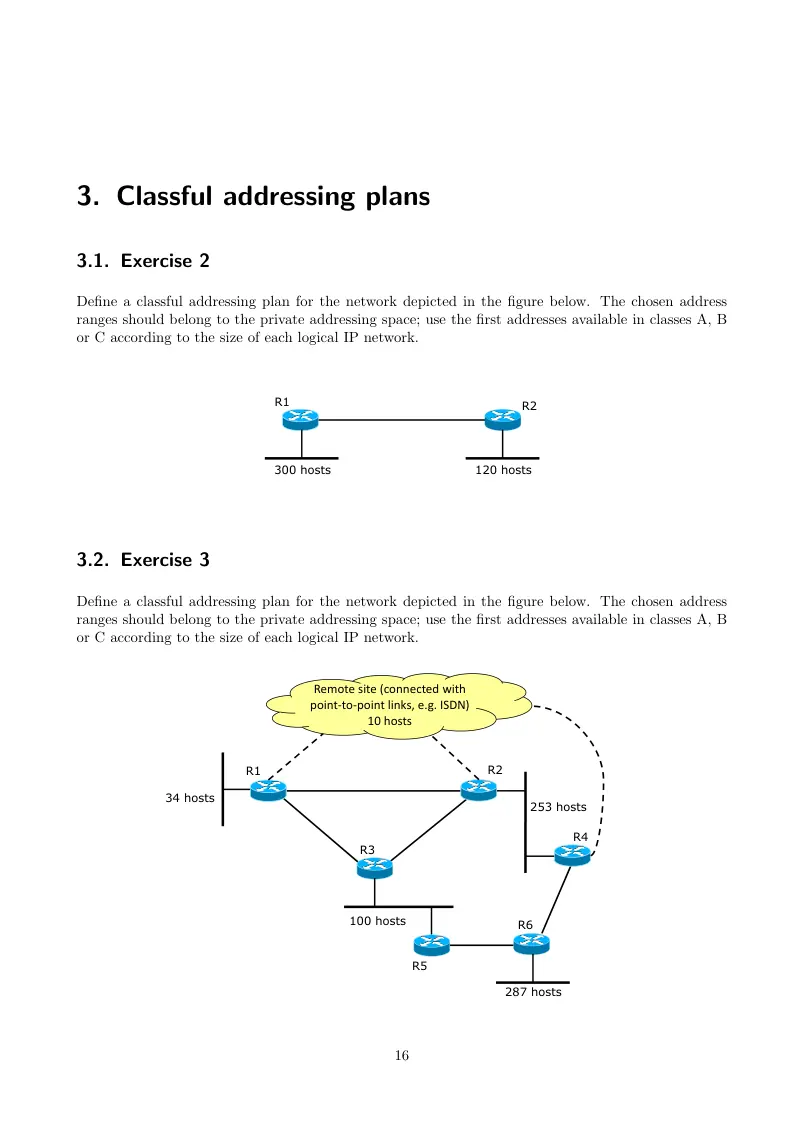 3. Classful addressing plans
3.1. Exercise 2
Define a classful addressing plan for the network depicted in the figure below. The chosen address
ranges should belong to the private addressing space; use the first addresses available in classes A, B
or C according to the size of each logical IP network.
R1
R2
300 hosts
120 hosts
3.2. Exercise 3
Define a classful addressing plan for the network depicted in the figure below. The chosen address
ranges should belong to the private addressing space; use the first addresses available in classes A, B
or C according to the size of each logical IP network.
Remote site (connected with
point-to-point links, e.g. ISDN)
10 hosts
R1
R2
34 hosts
253 hosts
R4
R3
100 hosts
R6
R5
287 hosts
16